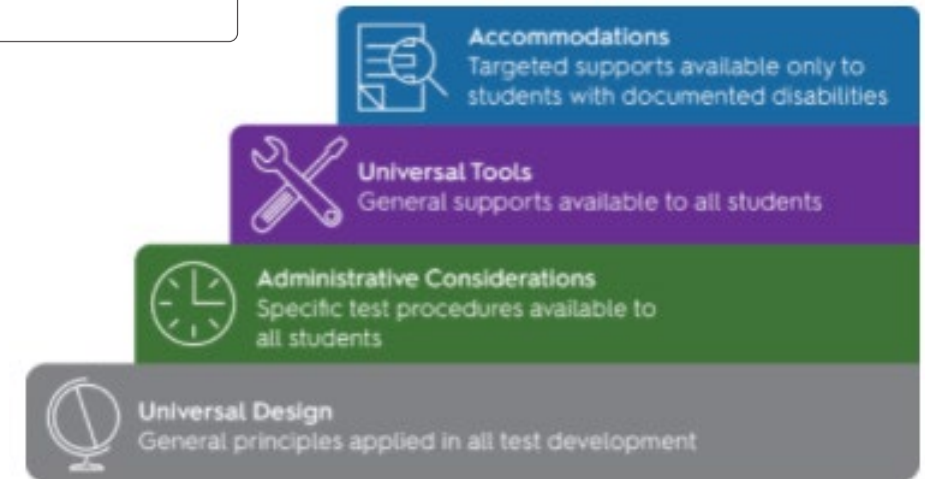 Accommodations
Targeted supports available only to
students with documented disabilities
Universal Tools
General supports available to all students
Administrative Considerations
Specific test procedures available to
all students
Universal Design
General principles applied in all test development